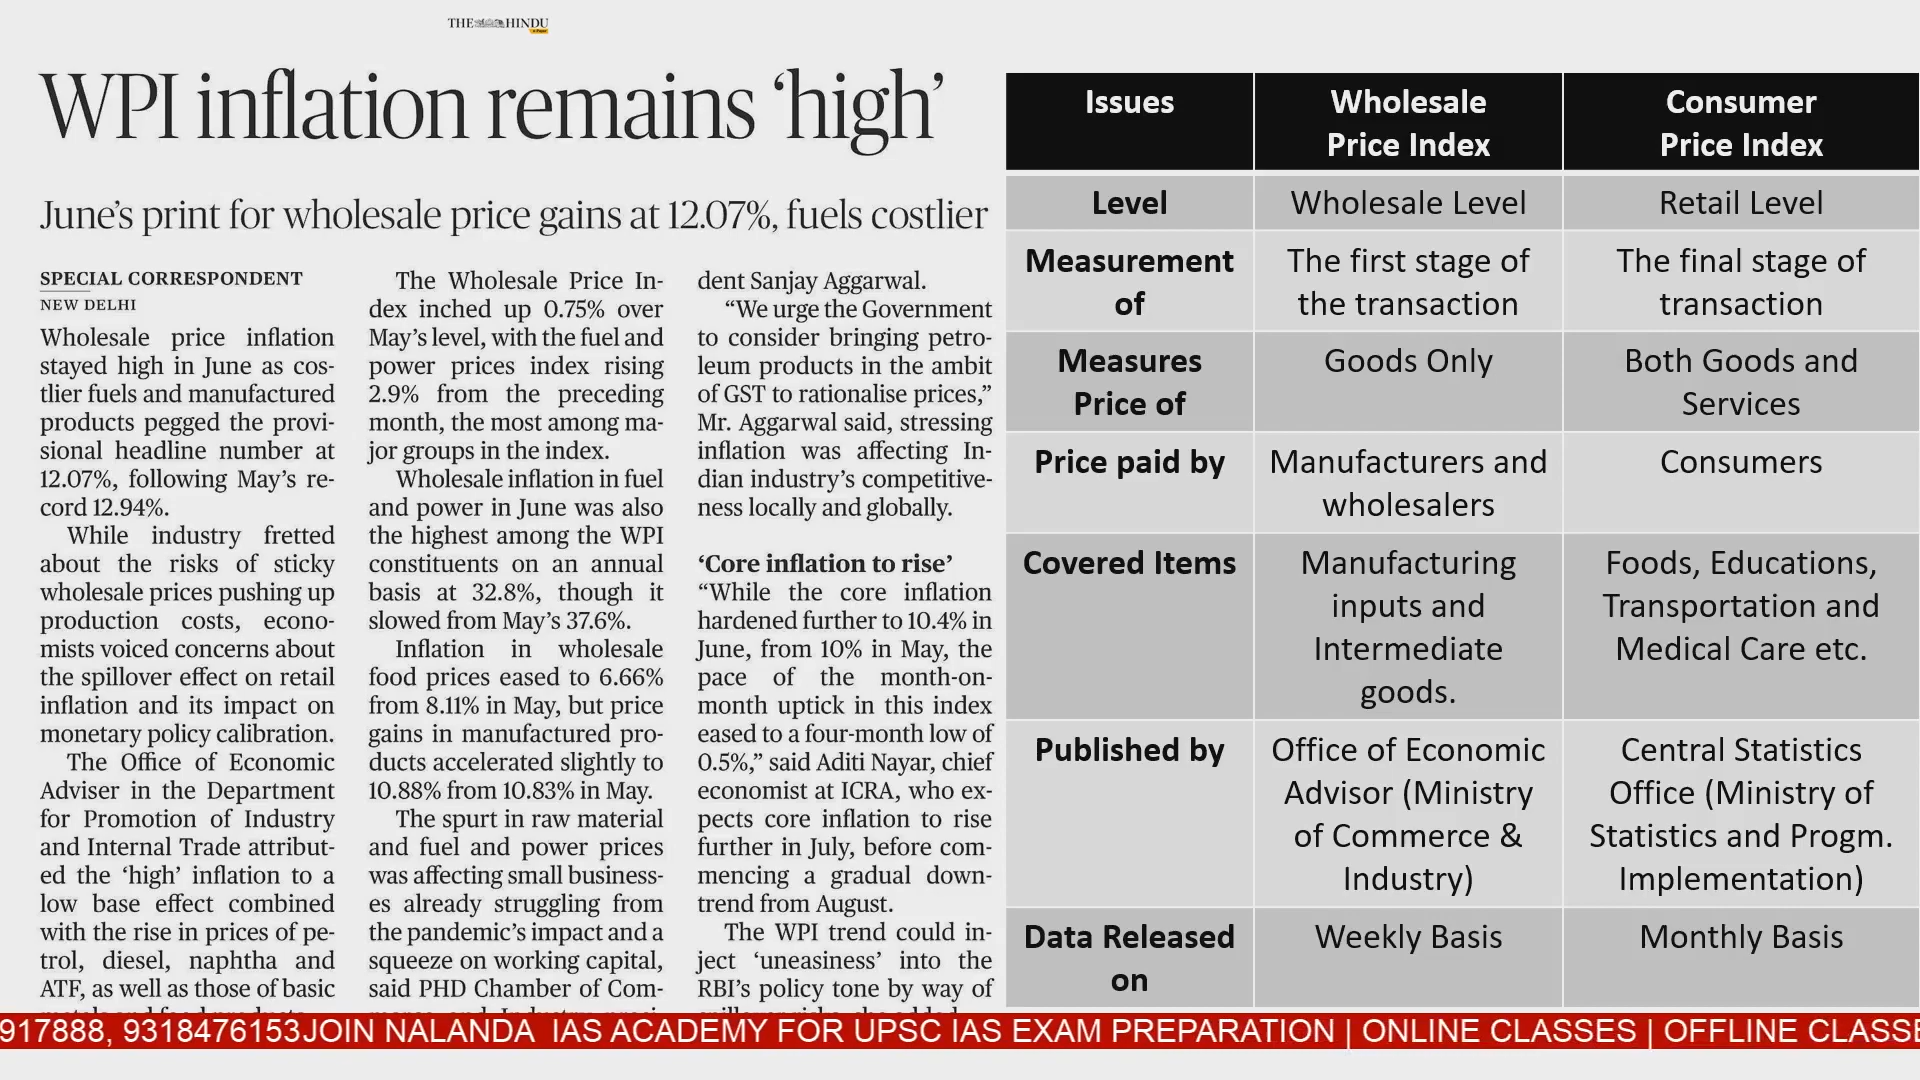 THE HINDU
WPI inflation remains ‘high’
June’s print for wholesale price gains at 12.07%, fuels costlier
SPECIAL CORRESPONDENT
NEW DELHI
Wholesale price inflation
stayed high in June as cos-
tlier fuels and manufactured
products pegged the provi-
sional headline number at
12.07%, following May’s re-
cord 12.94%.
While industry fretted
about the risks of sticky
wholesale prices pushing up
production costs, econo-
mists voiced concerns about
the spillover effect on retail
inflation and its impact on
monetary policy calibration.
The Office of Economic
Adviser in the Department
for Promotion of Industry
and Internal Trade attribut-
ed the ‘high’ inflation to a
low base effect combined
with the rise in prices of pe-
trol, diesel, naphtha and
ATF, as well as those of basic
The Wholesale Price In-
dex inched up 0.75% over
May’s level, with the fuel and
power prices index rising
2.9% from the preceding
month, the most among ma-
jor groups in the index.
Wholesale inflation in fuel
and power in June was also
the highest among the WPI
constituents on an annual
basis at 32.8%, though it
slowed from May’s 37.6%.
Inflation in wholesale
food prices eased to 6.66%
from 8.11% in May, but price
gains in manufactured pro-
ducts accelerated slightly to
10.88% from 10.83% in May.
The spurt in raw material
and fuel and power prices
was affecting small business-
es already struggling from
the pandemic’s impact and a
squeeze on working capital,
said PHD Chamber of Com-
dent Sanjay Aggarwal.
“We urge the Government
to consider bringing petro-
leum products in the ambit
of GST to rationalise prices,”
Mr. Aggarwal said, stressing
inflation was affecting In-
dian industry’s competitive-
ness locally and globally.
‘Core inflation to rise’
“While the core inflation
hardened further to 10.4% in
June, from 10% in May, the
pace of the month-on-
month uptick in this index
eased to a four-month low of
0.5%,” said Aditi Nayar, chief
economist at ICRA, who ex-
pects core inflation to rise
further in July, before com-
mencing a gradual down-
trend from August.
The WPI trend could in-
ject ‘uneasiness’ into the
RBI’s policy tone by way of
Issues
Wholesale
Price Index
Consumer
Price Index
Level
Wholesale Level
Retail Level
Measurement
of
The first stage of
the transaction
The final stage of
transaction
Measures
Price of
Goods Only
Both Goods and
Services
Price paid by
Manufacturers and
wholesalers
Consumers
Covered Items
Manufacturing
inputs and
Intermediate
goods.
Foods, Educations,
Transportation and
Medical Care etc.
Published by
Office of Economic
Advisor (Ministry
of Commerce &
Industry)
Central Statistics
Office (Ministry of
Statistics and Progm.
Implementation)
Data Released
on
Weekly Basis
Monthly Basis
917888, 9318476153JOIN NALANDA IAS ACADEMY FOR UPSC IAS EXAM PREPARATION | ONLINE CLASSES | OFFLINE CLASSE